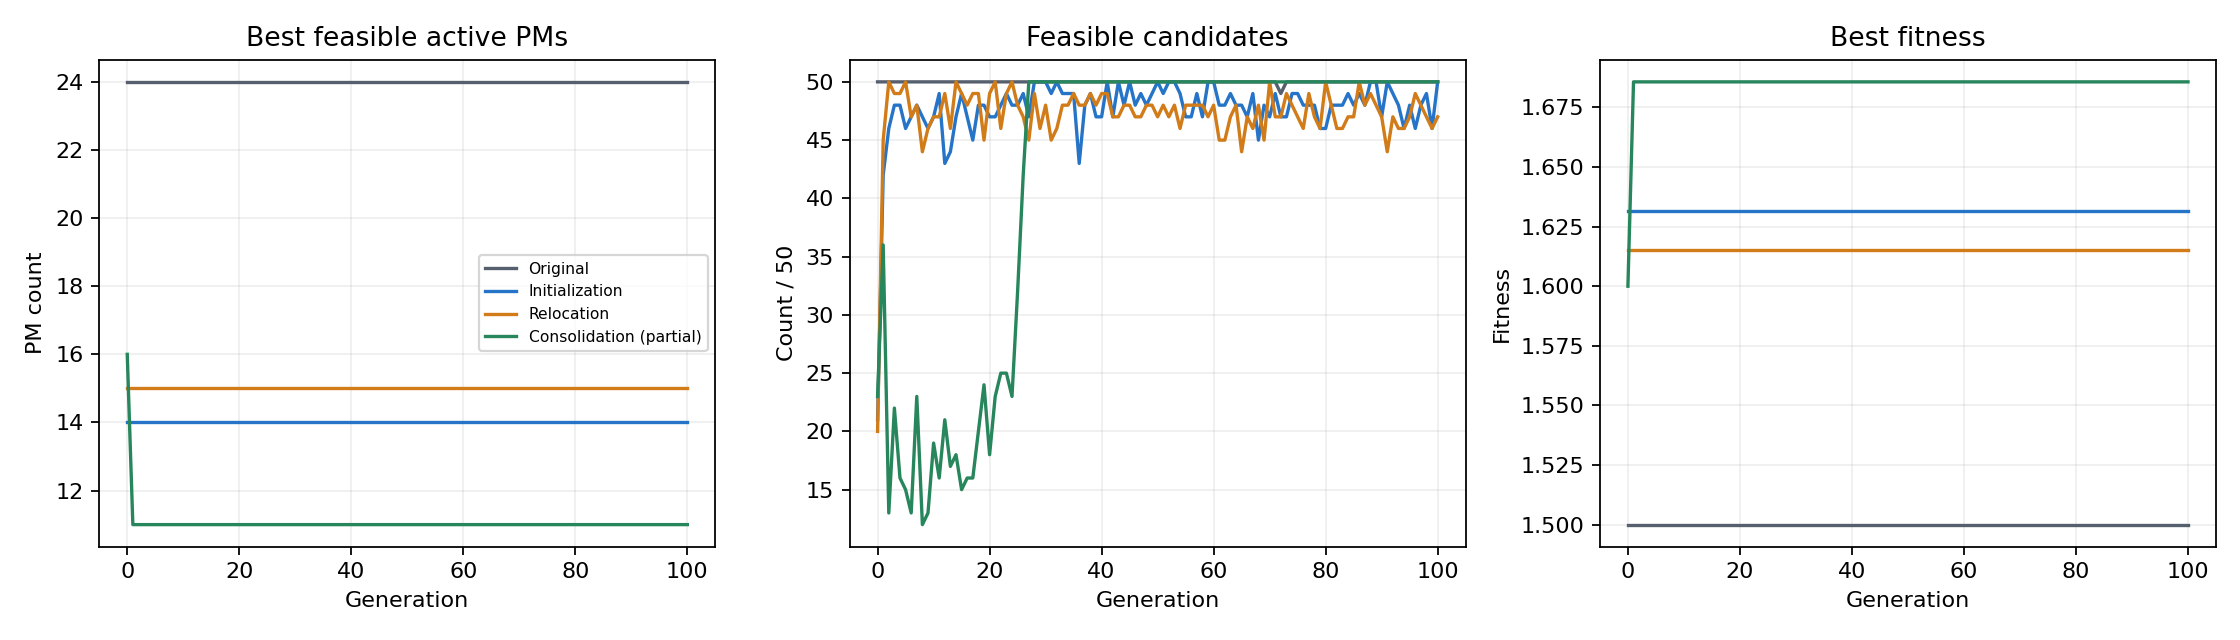 Best feasible active PMs
PM count
24
22
20
18
16
14
12
Original
Initialization
Relocation
Consolidation (partial)
0 20 40 60 80 100
Generation
Feasible candidates
Count / 50
50
45
40
35
30
25
20
15
0 20 40 60 80 100
Generation
Best fitness
Fitness
1.675
1.650
1.625
1.600
1.575
1.550
1.525
1.500
0 20 40 60 80 100
Generation